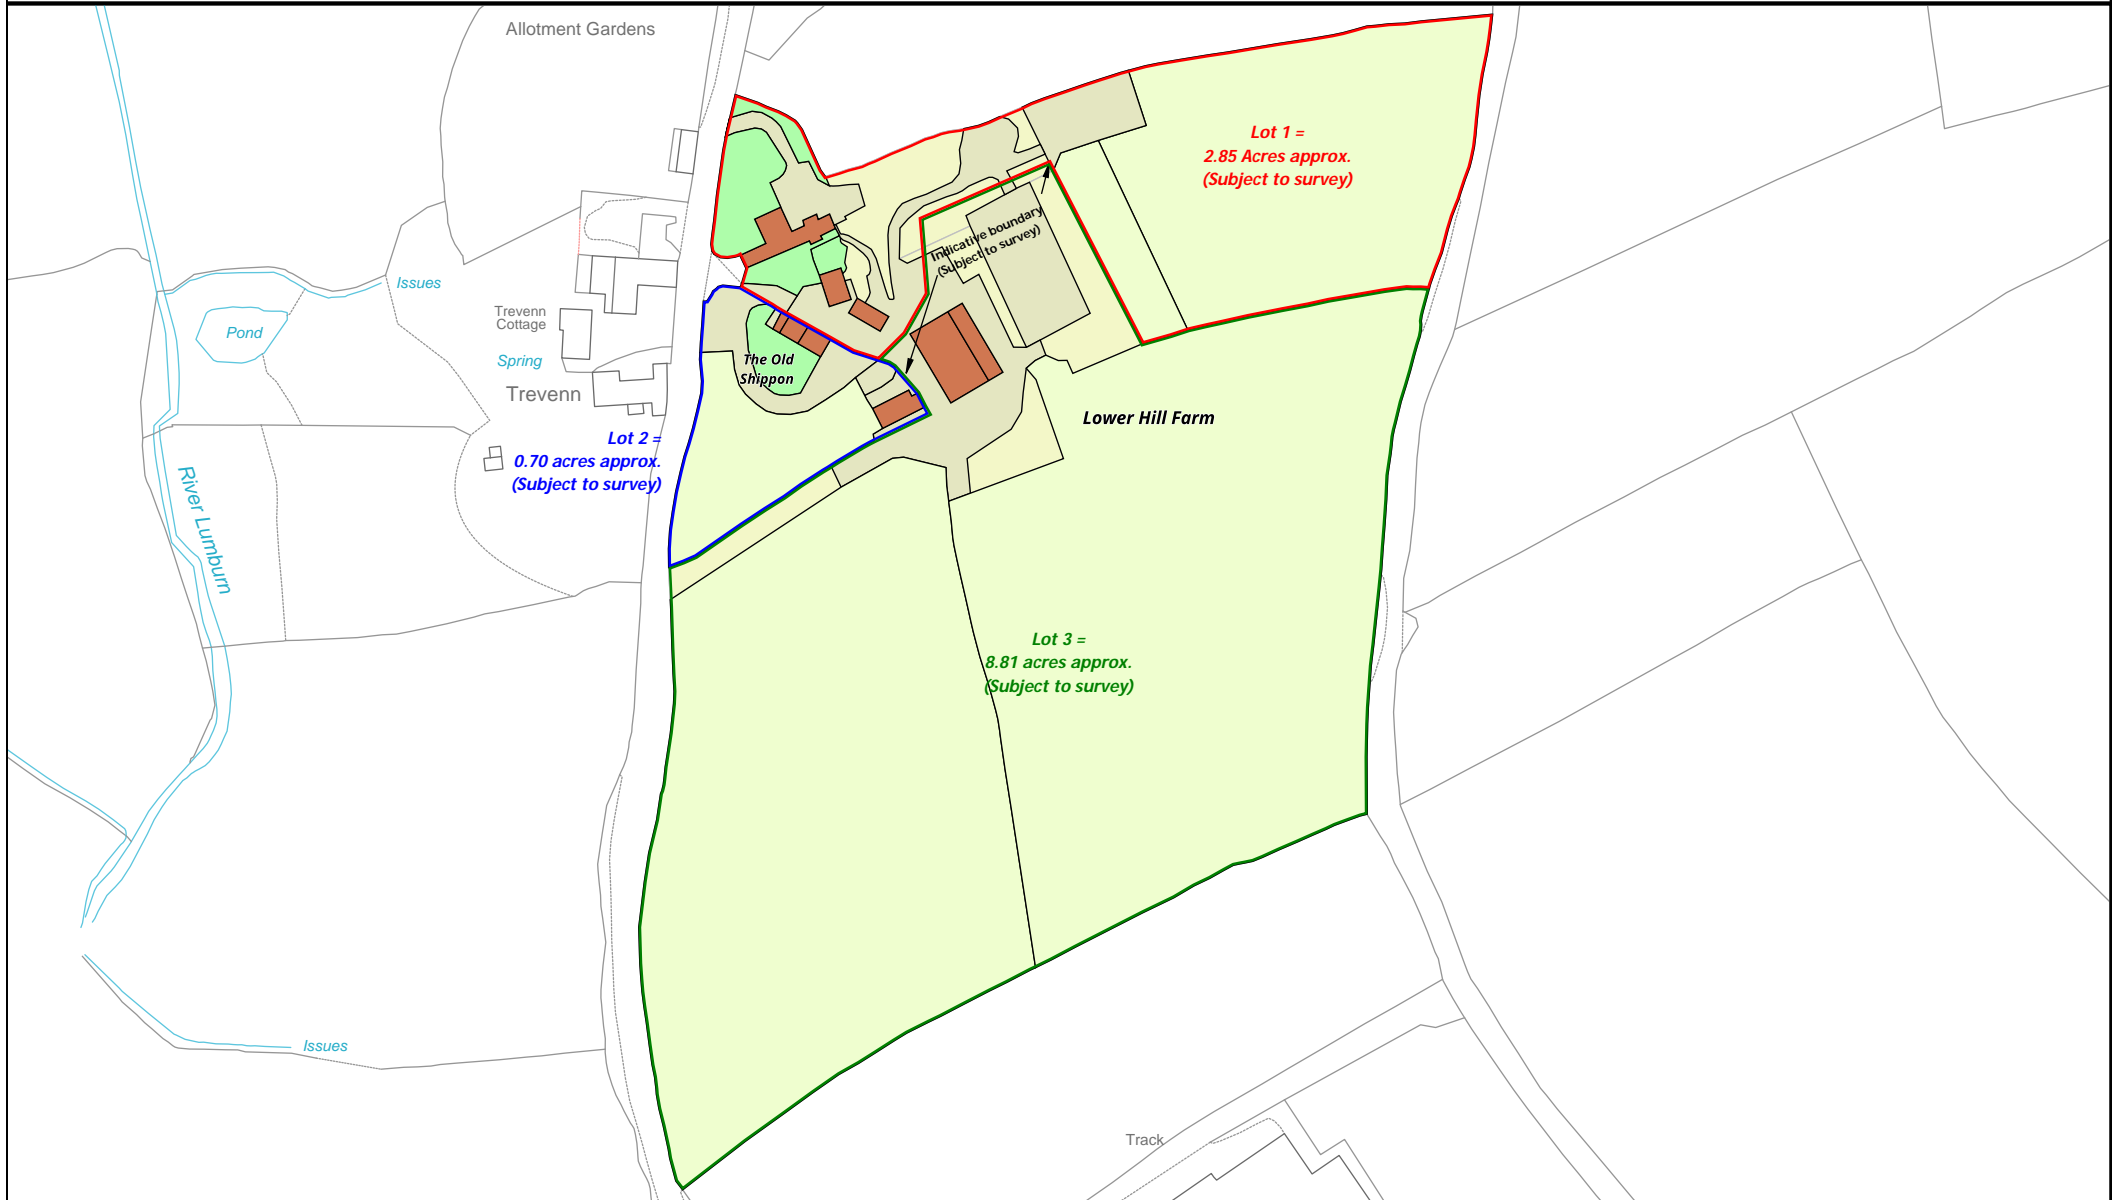 Allotment Gardens
Lot 1 =
2.85 Acres approx.
(Subject to survey)
Indicative boundary
(Subject to survey)
Issues
Pond
Trevenn
Cottage
Spring
Trevenn
The Old
Shippon
Lower Hill Farm
Lot 2 =
0.70 acres approx.
(Subject to survey)
River Lumburn
Lot 3 =
8.81 acres approx.
(Subject to survey)
Issues
Track